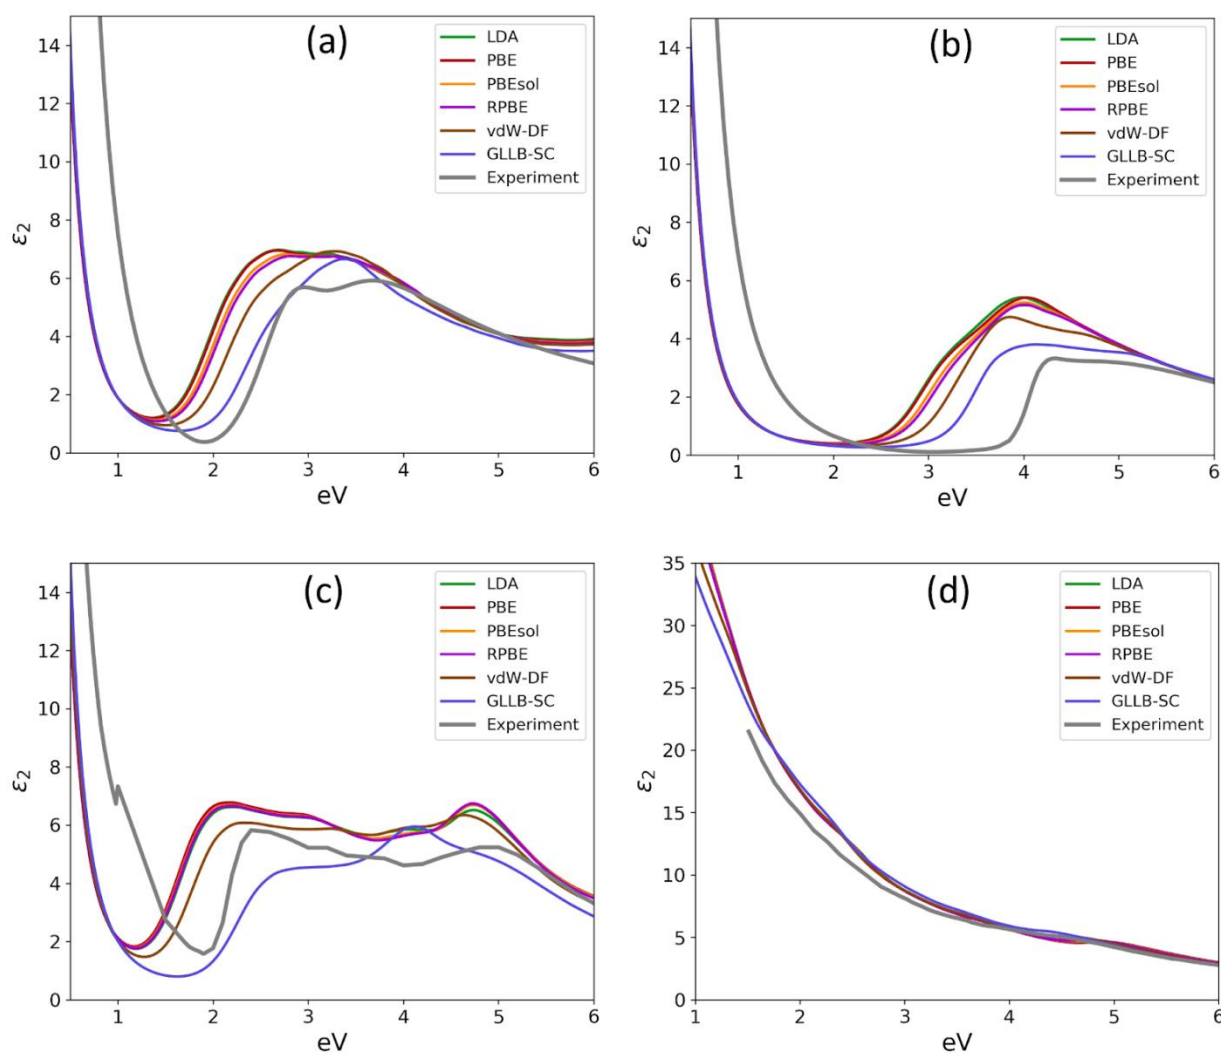 (a)
14
12
10
8
6
4
2
0
ε2
1 2 3 4 5 6
eV
LDA
PBE
PBEsol
RPBE
vdW-DF
GLLB-SC
Experiment
(b)
14
12
10
8
6
4
2
0
ε2
1 2 3 4 5 6
eV
LDA
PBE
PBEsol
RPBE
vdW-DF
GLLB-SC
Experiment
(c)
14
12
10
8
6
4
2
0
ε2
1 2 3 4 5 6
eV
LDA
PBE
PBEsol
RPBE
vdW-DF
GLLB-SC
Experiment
(d)
35
30
25
20
15
10
5
0
ε2
1 2 3 4 5 6
eV
LDA
PBE
PBEsol
RPBE
vdW-DF
GLLB-SC
Experiment